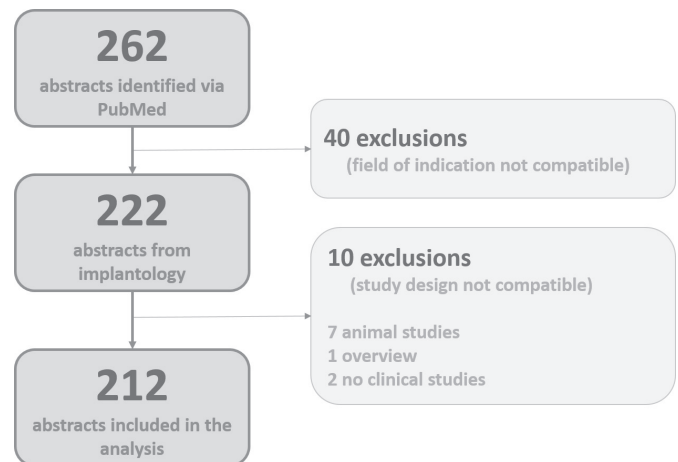 262
abstracts identified via
PubMed
40 exclusions
(field of indication not compatible)
222
abstracts from
implantology
10 exclusions
(study design not compatible)
7 animal studies
1 overview
2 no clinical studies
212
abstracts included in the
analysis